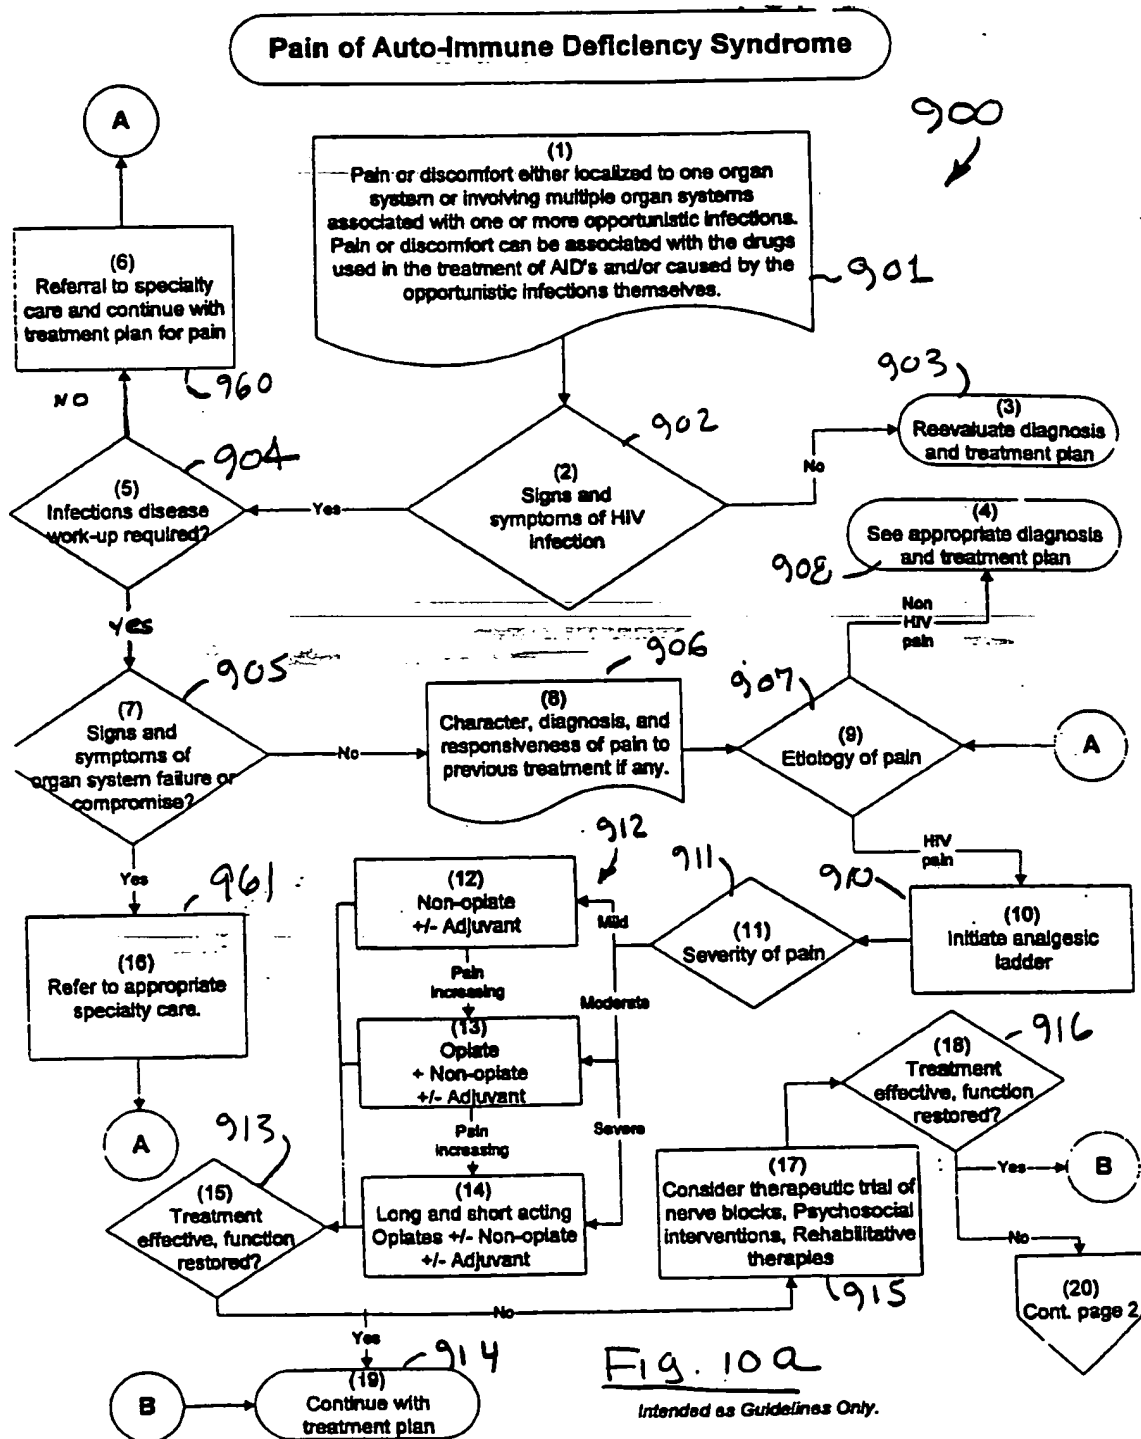 Pain of Auto-Immune Deficiency Syndrome
900
A
(1)
Pain or discomfort either localized to one organ
system or involving multiple organ systems
associated with one or more opportunistic infections.
Pain or discomfort can be associated with the drugs
used in the treatment of AID's and/or caused by the
opportunistic infections themselves.
901
(6)
Referral to specialty
care and continue with
treatment plan for pain
960
NO
903
(3)
Reevaluate diagnosis
and treatment plan
902
904
(2)
Signs and
symptoms of HIV
infection
No
Yes
(5)
Infections disease
work-up required?
(4)
See appropriate diagnosis
and treatment plan
908
Non
HIV
pain
Yes
905
906
907
(7)
Signs and
symptoms of
organ system failure or
compromise?
No
(8)
Character, diagnosis, and
responsiveness of pain to
previous treatment if any.
(9)
Etiology of pain
A
HIV
pain
Yes
961
912
911
910
(12)
Non-opiate
+/- Adjuvant
Mild
(11)
Severity of pain
(10)
Initiate analgesic
ladder
(16)
Refer to appropriate
specialty care.
Pain
increasing
Moderate
(13)
Opiate
+ Non-opiate
+/- Adjuvant
916
(18)
Treatment
effective, function
restored?
A
913
Pain
increasing
Severe
(15)
Treatment
effective, function
restored?
(14)
Long and short acting
Opiates +/- Non-opiate
+/- Adjuvant
(17)
Consider therapeutic trial of
nerve blocks, Psychosocial
interventions, Rehabilitative
therapies
Yes
B
No
915
(20)
Cont. page 2
No
Yes
914
B
(19)
Continue with
treatment plan
Fig. 10a
Intended as Guidelines Only.